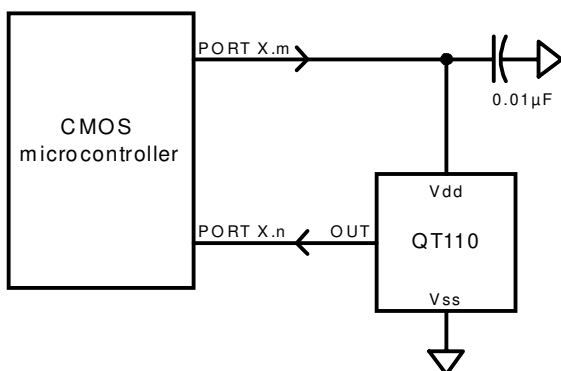 PORT X.m
0.01µF
CMOS
microcontroller
Vdd
PORT X.n
OUT
QT110
Vss